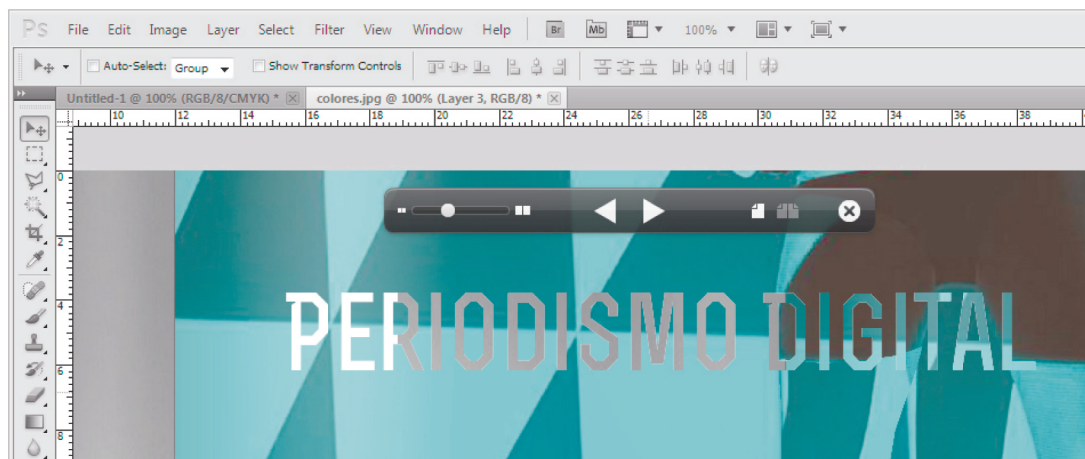 Ps File Edit Image Layer Select Filter View Window Help Br Mb 100%
Auto-Select: Group Show Transform Controls
Untitled-1 @ 100% (RGB/8/CMYK) * colores.jpg @ 100% (Layer 3, RGB/8) *
10 12 14 16 18 20 22 24 26 28 30 32 34 36 38
0
2
PERIODISMO DIGITAL
4
6
8